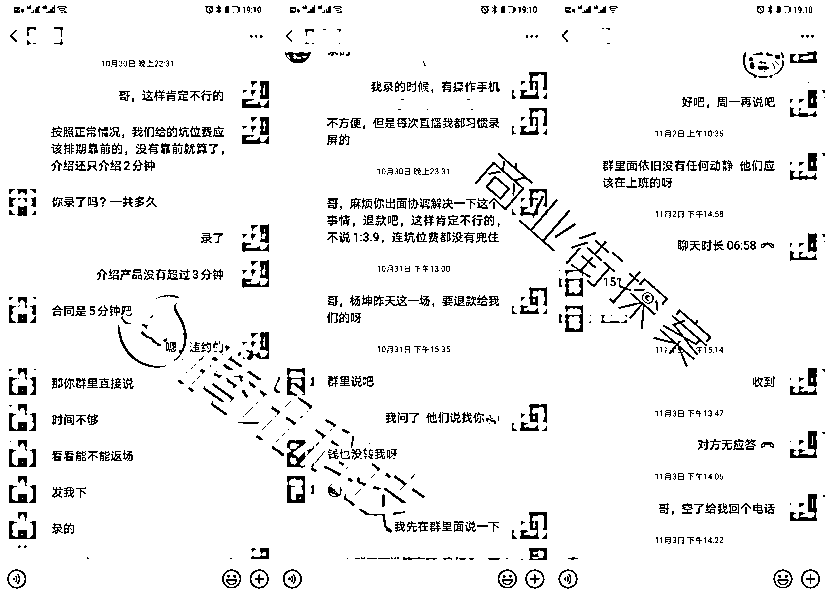 19:10
10月30日 晚上22:31
哥，这样肯定不行的
按照正常情况，我们给的坑位费应
该排期靠前的，没有靠前就算了，
介绍还只介绍2分钟
你录了吗？一共多久
录了
介绍产品没有超过3分钟
合同是5分钟吧
嗯，违约的
那你群里直接说
时间不够
看看能不能返场
发我下
录的
19:10
我录的时候，有操作手机
不方便，但是每次直播我都习惯录
屏的
10月30日 晚上23:31
哥，麻烦你出面协调解决一下这个
事情，退款吧，这样肯定不行的，
不说1:3.9，连坑位费都没有兜住
10月31日 下午13:00
哥，杨坤昨天这一场，要退款给我
们的呀
10月31日 下午15:35
群里说吧
我问了 他们说找你
钱也没转我呀
我先在群里面说一下
19:10
好吧，周一再说吧
11月2日 上午10:35
群里面依旧没有任何动静 他们应
该在上班的呀
11月2日 下午14:58
聊天时长 06:58
151
下午15:14
收到
11月3日 下午13:47
对方无应答
11月3日 下午14:05
哥，空了给我回个电话
11月3日 下午14:22
商业街探案